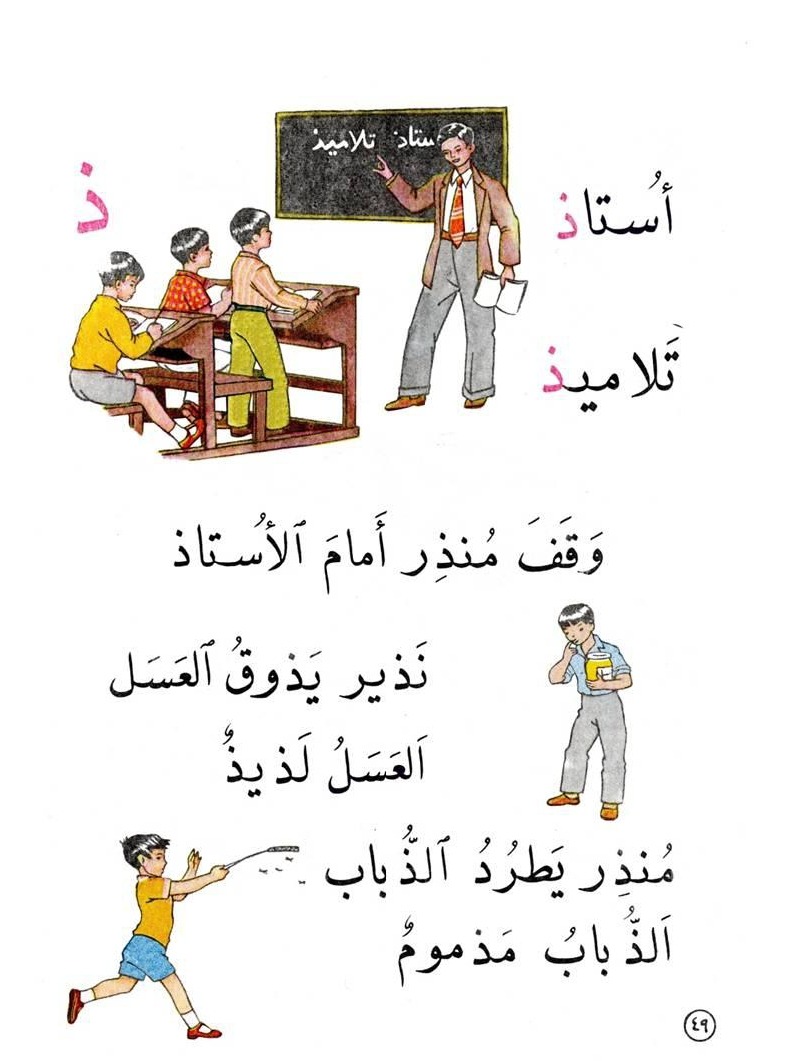 ستاذ تلاميذ
ذ
أُستاذ
تَلاميذ
وَقَفَ مُنذِر أَمامَ ٱلأُستاذ
نَذير يَذوقُ ٱلعَسَل
اَلعَسَلُ لَذيذٌ
مُنذِر يَطرُدُ ٱلذُّباب
اَلذُّبابُ مَذمومٌ
٤٩